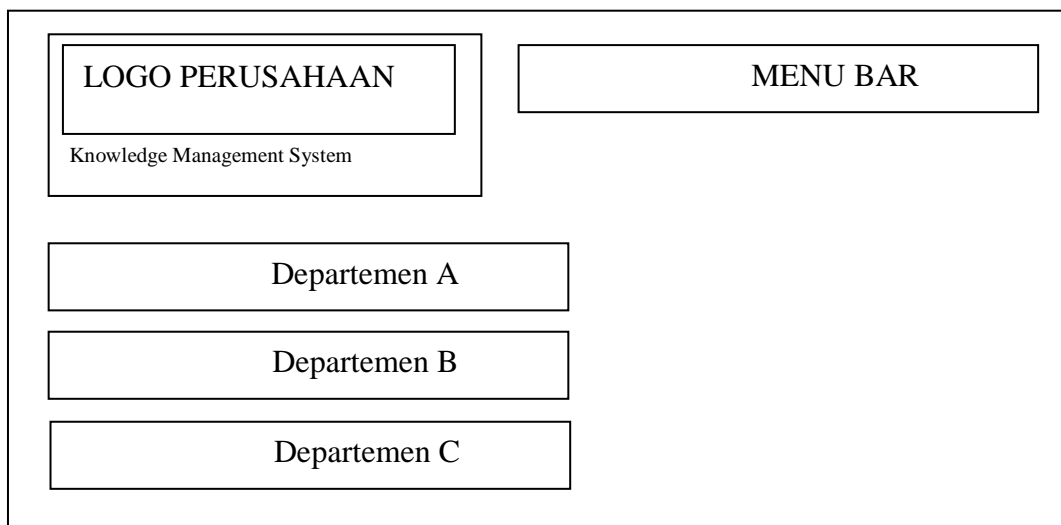 LOGO PERUSAHAAN
MENU BAR
Knowledge Management System
Departemen A
Departemen B
Departemen C